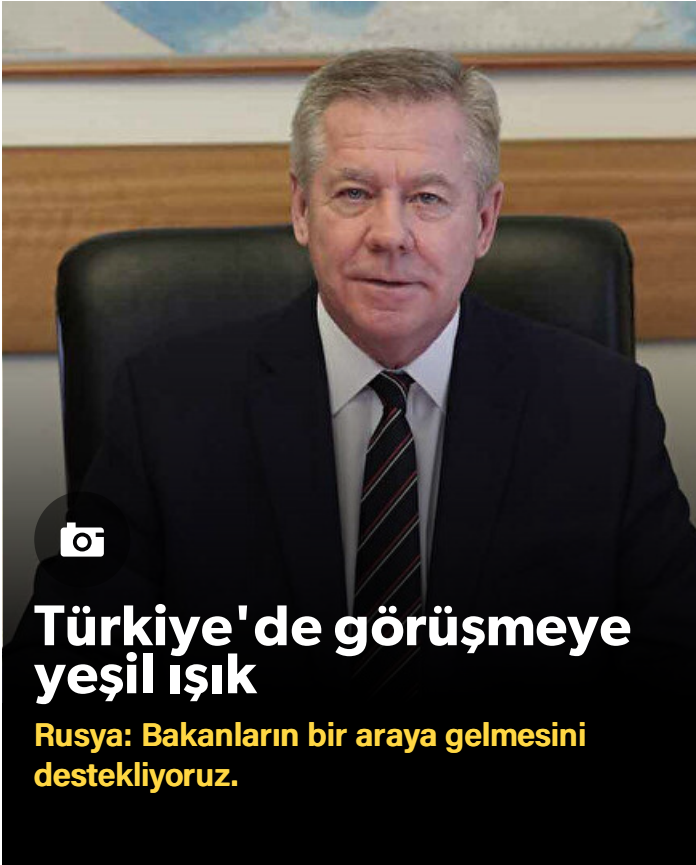 Türkiye'de görüşmeye
yeşil ışık
Rusya: Bakanların bir araya gelmesini
destekliyoruz.